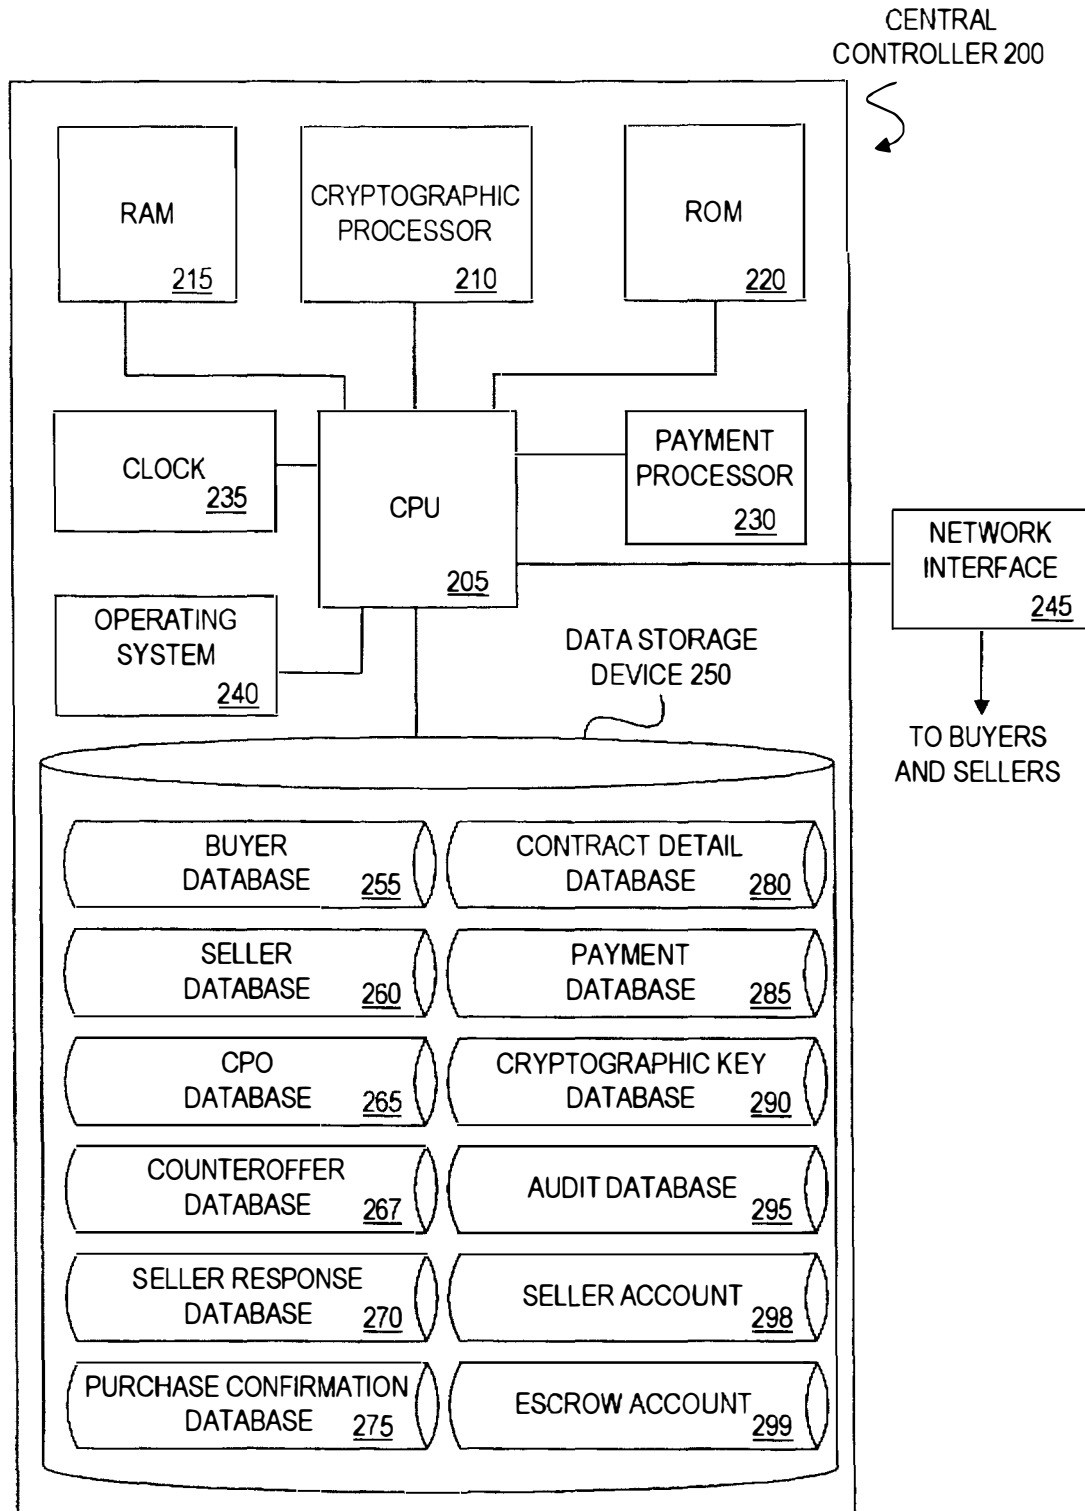 CENTRAL
CONTROLLER 200
RAM
215
CRYPTOGRAPHIC
PROCESSOR
210
ROM
220
CLOCK
235
CPU
205
PAYMENT
PROCESSOR
230
NETWORK
INTERFACE
245
OPERATING
SYSTEM
240
DATA STORAGE
DEVICE 250
TO BUYERS
AND SELLERS
BUYER
DATABASE 255
CONTRACT DETAIL
DATABASE 280
SELLER
DATABASE 260
PAYMENT
DATABASE 285
CPO
DATABASE 265
CRYPTOGRAPHIC KEY
DATABASE 290
COUNTEROFFER
DATABASE 267
AUDIT DATABASE 295
SELLER RESPONSE
DATABASE 270
SELLER ACCOUNT 298
PURCHASE CONFIRMATION
DATABASE 275
ESCROW ACCOUNT 299